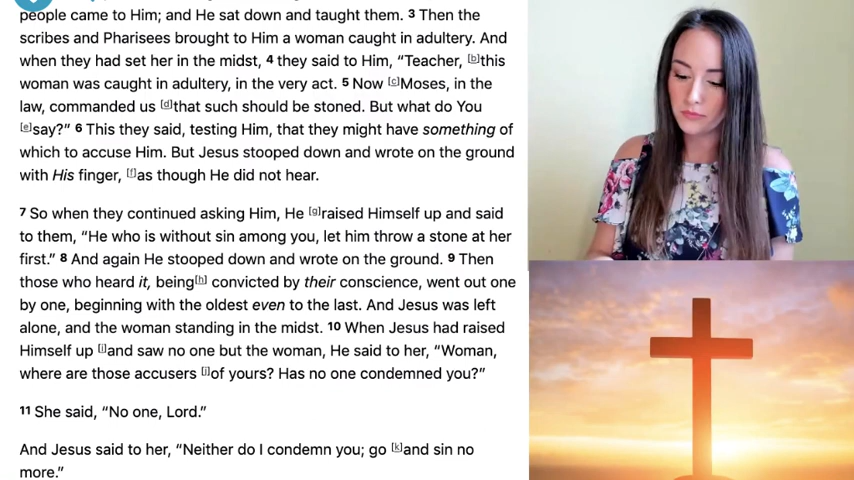 people came to Him; and He sat down and taught them. 3 Then the
scribes and Pharisees brought to Him a woman caught in adultery. And
when they had set her in the midst, 4 they said to Him, “Teacher, [b]this
woman was caught in adultery, in the very act. 5 Now [c]Moses, in the
law, commanded us [d]that such should be stoned. But what do You
[e]say?” 6 This they said, testing Him, that they might have something of
which to accuse Him. But Jesus stooped down and wrote on the ground
with His finger, [f]as though He did not hear.
7 So when they continued asking Him, He [g]raised Himself up and said
to them, “He who is without sin among you, let him throw a stone at her
first.” 8 And again He stooped down and wrote on the ground. 9 Then
those who heard it, being[h] convicted by their conscience, went out one
by one, beginning with the oldest even to the last. And Jesus was left
alone, and the woman standing in the midst. 10 When Jesus had raised
Himself up [i]and saw no one but the woman, He said to her, “Woman,
where are those accusers [j]of yours? Has no one condemned you?”
11 She said, “No one, Lord.”
And Jesus said to her, “Neither do I condemn you; go [k]and sin no
more.”